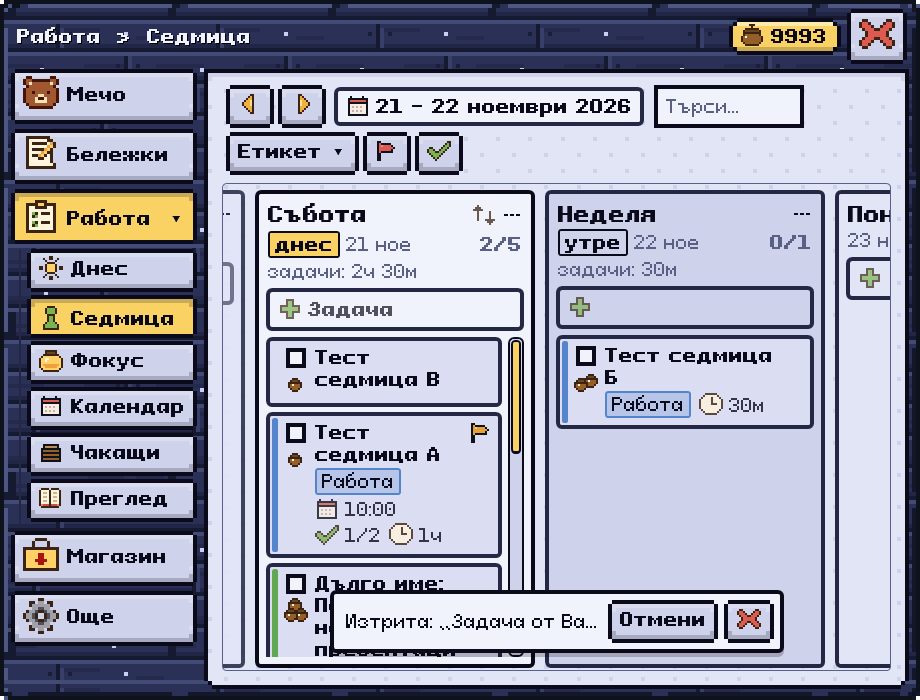 Работа > Седмица
9993
Мечо
Бележки
Работа
Днес
Седмица
Фокус
Календар
Чакащи
Преглед
Магазин
Още
21 – 22 ноември 2026
Търси...
Етикет
Събота
днес 21 ное 2/5
задачи: 2ч 30м
Задача
Тест
седмица В
Тест
седмица А
Работа
10:00
1/2 1ч
Дълго име:
Неделя
утре 22 ное 0/1
задачи: 30м
Тест седмица
Б
Работа 30м
Пон
23 н
Изтрита: „Задача от Ва...
Отмени